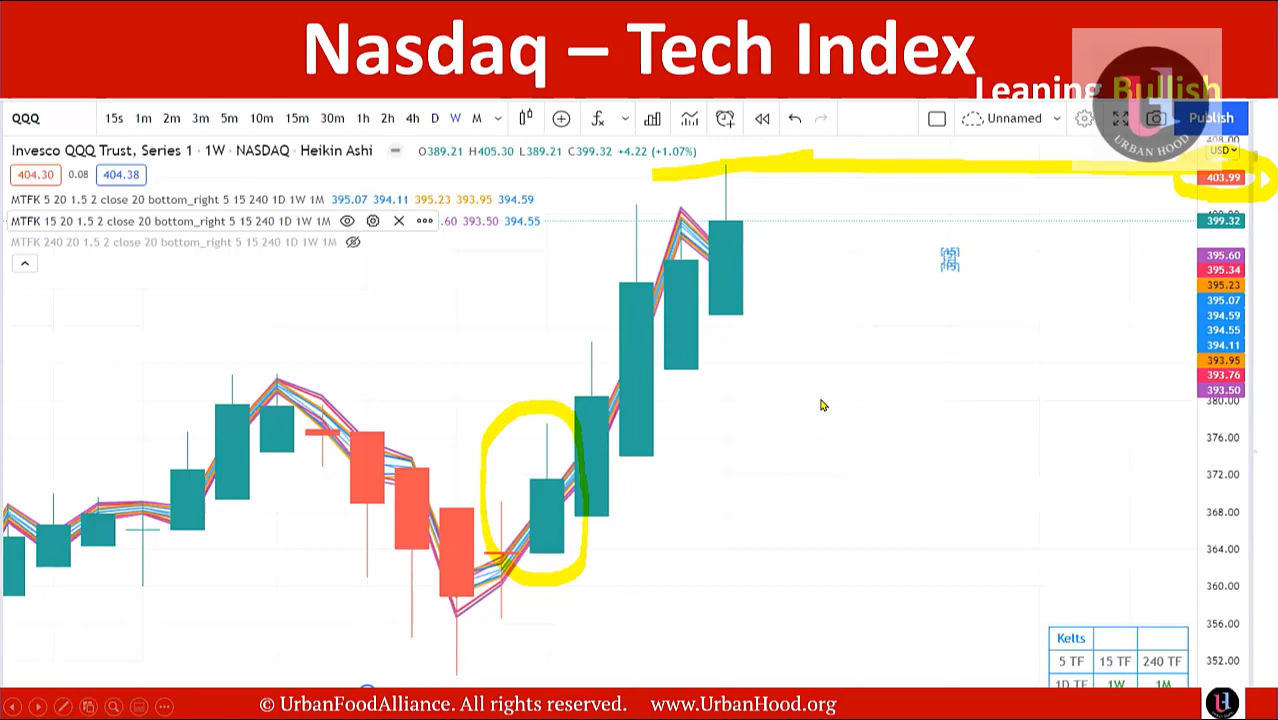 Nasdaq – Tech Index
Leaning Bullish
URBAN HOOD
QQQ 15s 1m 2m 3m 5m 10m 15m 30m 1h 2h 4h D W M Unnamed Publish
Invesco QQQ Trust, Series 1 · 1W · NASDAQ · Heikin Ashi O389.21 H405.30 L389.21 C399.32 +4.22 (+1.07%)
408.00
USD
404.30 0.08 404.38
403.99
MTFK 5 20 1.5 2 close 20 bottom_right 5 15 240 1D 1W 1M 395.07 394.11 395.23 393.95 394.59
MTFK 15 20 1.5 2 close 20 bottom_right 5 15 240 1D 1W 1M .60 393.50 394.55
399.32
MTFK 240 20 1.5 2 close 20 bottom_right 5 15 240 1D 1W 1M
395.60
395.34
395.23
395.07
394.59
394.55
394.11
393.95
393.76
393.50
380.00
376.00
372.00
368.00
364.00
360.00
356.00
352.00
Kelts
5 TF 15 TF 240 TF
1D TF 1W 1M
© UrbanFoodAlliance. All rights reserved. www.UrbanHood.org